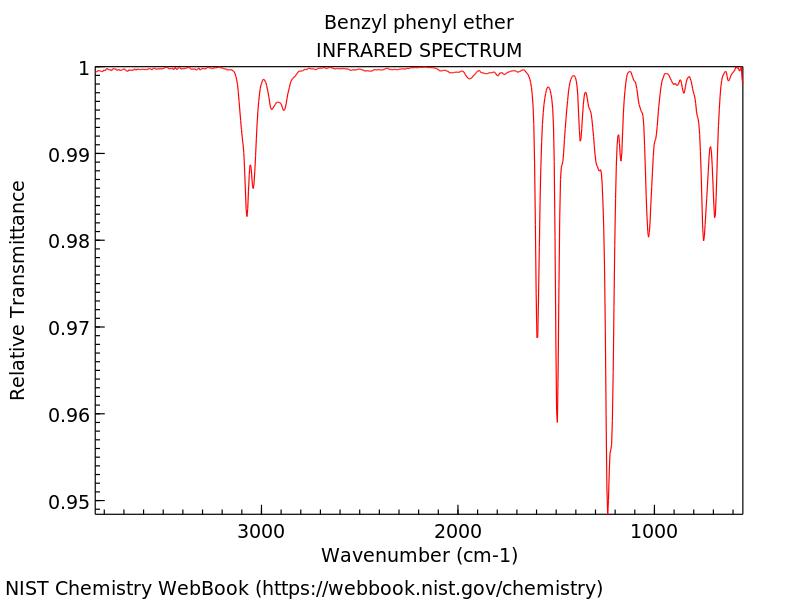 Benzyl phenyl ether
INFRARED SPECTRUM
1
0.99
0.98
0.97
0.96
0.95
Relative Transmittance
3000 2000 1000
Wavenumber (cm-1)
NIST Chemistry WebBook (https://webbook.nist.gov/chemistry)